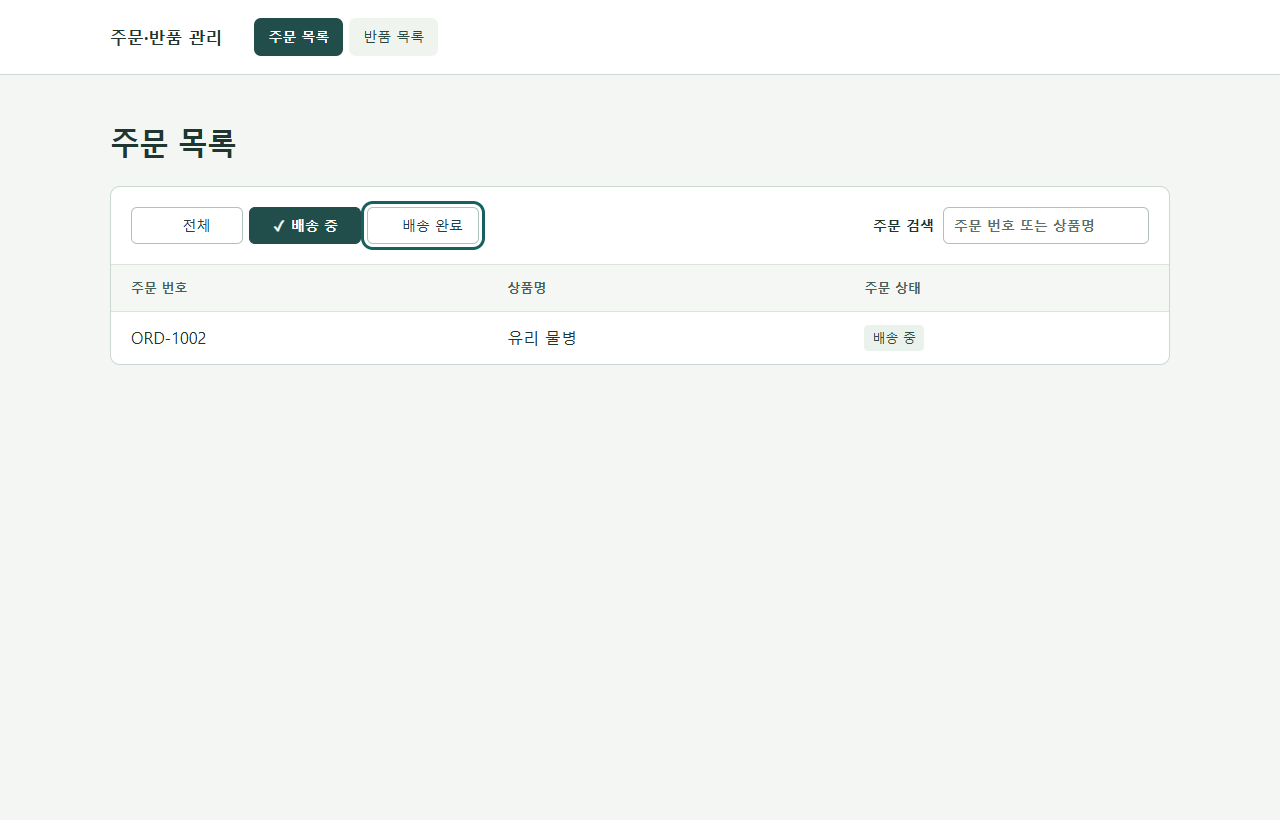 주문·반품 관리 주문 목록 반품 목록
주문 목록
전체 ✓ 배송 중 배송 완료 주문 검색 주문 번호 또는 상품명
주문 번호 상품명 주문 상태
ORD-1002 유리 물병 배송 중